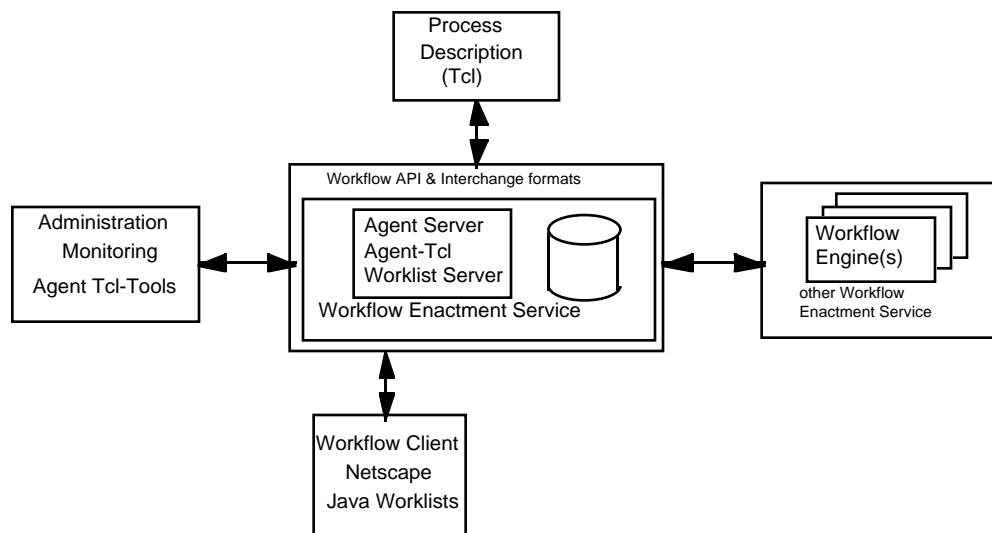 Process
Description
(Tcl)
Workflow API & Interchange formats
Agent Server
Agent-Tcl
Worklist Server
Workflow Enactment Service
Administration
Monitoring
Agent Tcl-Tools
Workflow
Engine(s)
other Workflow
Enactment Service
Workflow Client
Netscape
Java Worklists